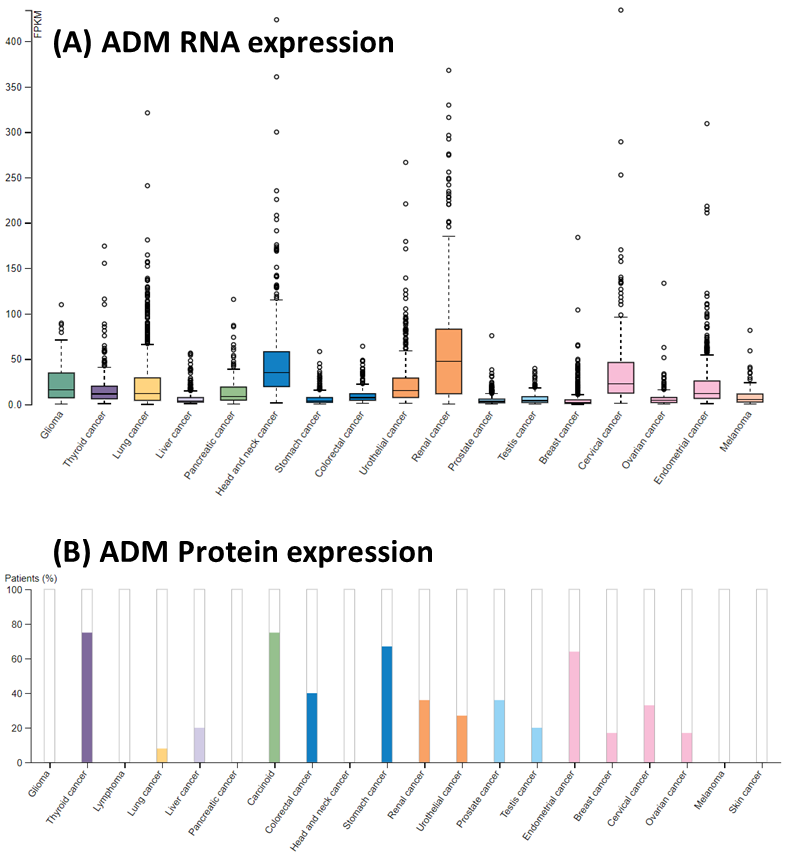 FPKM
(A) ADM RNA expression
400
350
300
250
200
150
100
50
0.0
Glioma
Thyroid cancer
Lung cancer
Liver cancer
Pancreatic cancer
Head and neck cancer
Stomach cancer
Colorectal cancer
Urothelial cancer
Renal cancer
Prostate cancer
Testis cancer
Breast cancer
Cervical cancer
Ovarian cancer
Endometrial cancer
Melanoma
(B) ADM Protein expression
Patients (%)
100
80
60
40
20
0
Glioma
Thyroid cancer
Lymphoma
Lung cancer
Liver cancer
Pancreatic cancer
Carcinoid
Colorectal cancer
Head and neck cancer
Stomach cancer
Renal cancer
Urothelial cancer
Prostate cancer
Testis cancer
Endometrial cancer
Breast cancer
Cervical cancer
Ovarian cancer
Melanoma
Skin cancer